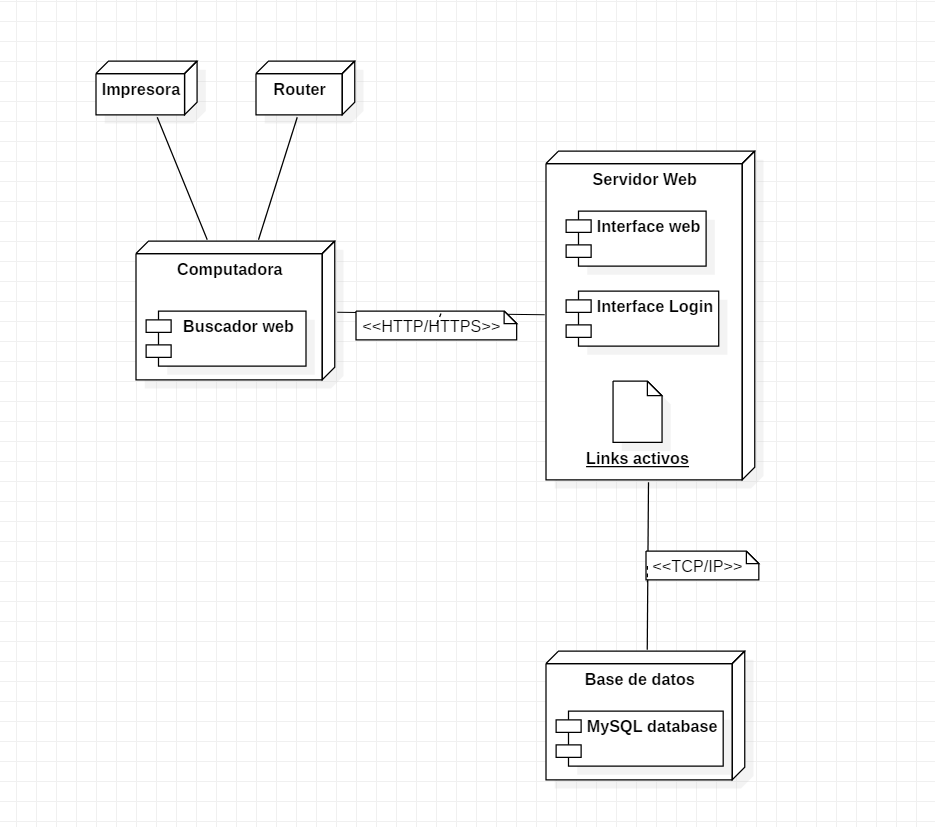 Impresora
Router
Servidor Web
Interface web
Computadora
Interface Login
Buscador web
<<HTTP/HTTPS>>
Links activos
<<TCP/IP>>
Base de datos
MySQL database